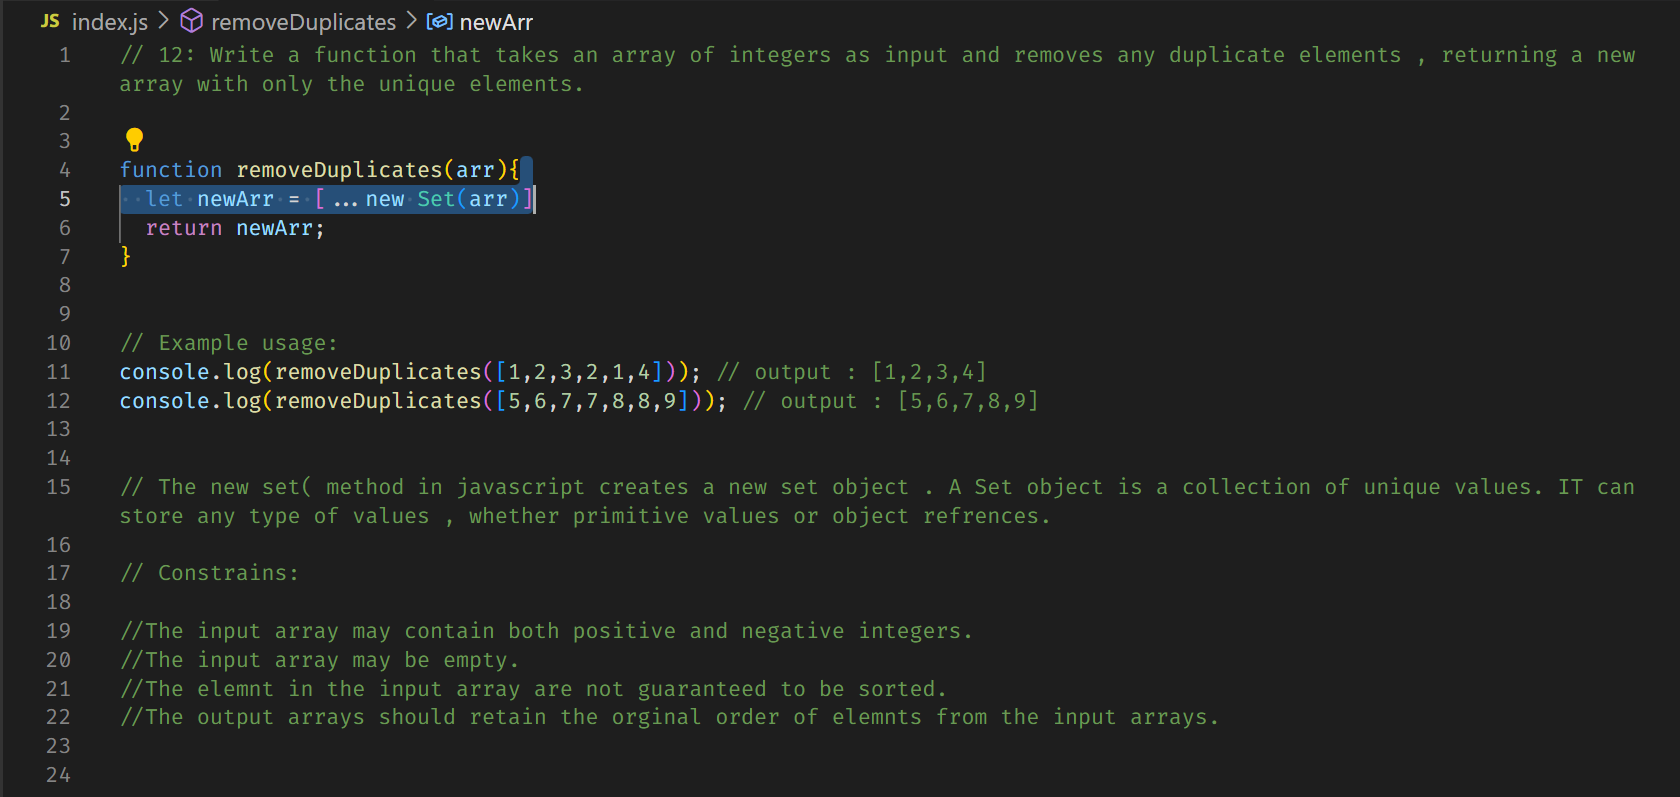 JS index.js > removeDuplicates > newArr
1 // 12: Write a function that takes an array of integers as input and removes any duplicate elements , returning a new
array with only the unique elements.
2
3
4 function removeDuplicates(arr){
5 let newArr = [...new Set(arr)]
6 return newArr;
7 }
8
9
10 // Example usage:
11 console.log(removeDuplicates([1,2,3,2,1,4])); // output : [1,2,3,4]
12 console.log(removeDuplicates([5,6,7,7,8,8,9])); // output : [5,6,7,8,9]
13
14
15 // The new set( method in javascript creates a new set object . A Set object is a collection of unique values. IT can
store any type of values , whether primitive values or object refrences.
16
17 // Constrains:
18
19 //The input array may contain both positive and negative integers.
20 //The input array may be empty.
21 //The elemnt in the input array are not guaranteed to be sorted.
22 //The output arrays should retain the orginal order of elemnts from the input arrays.
23
24